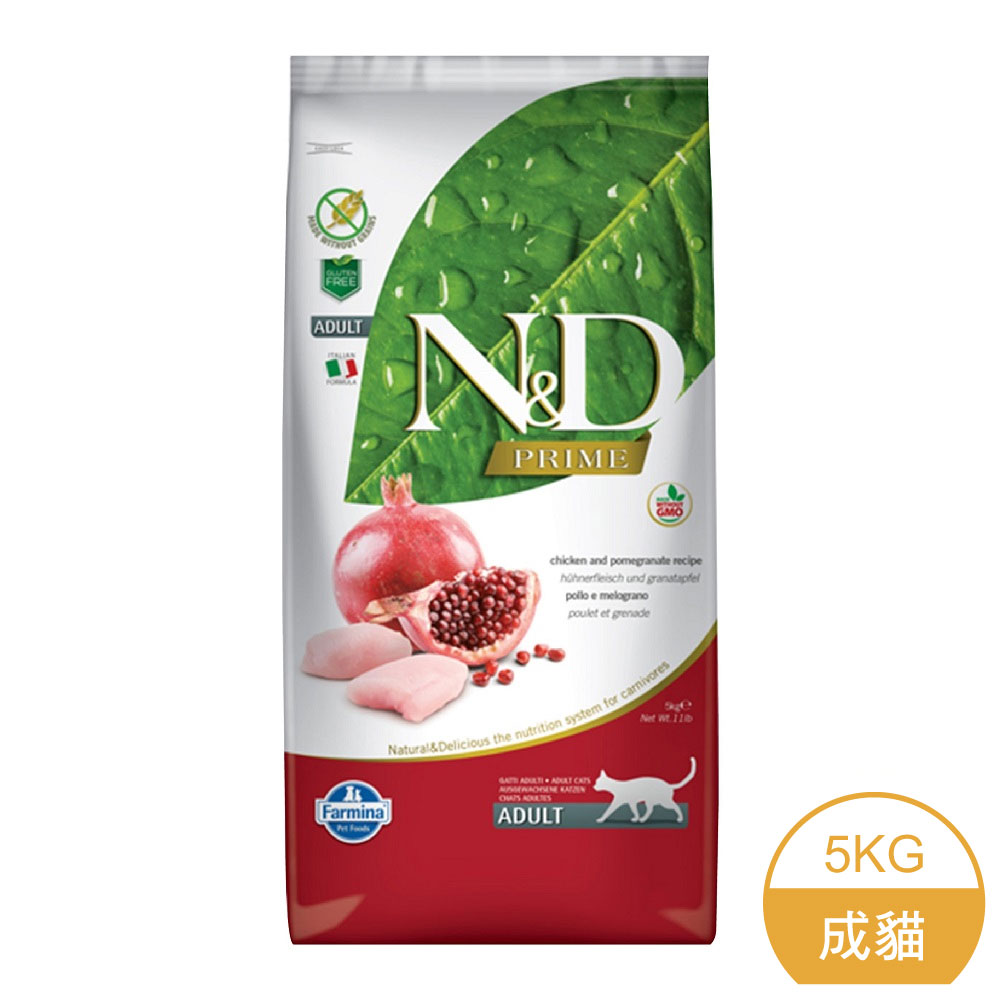 MADE WITHOUT GRAINS
GLUTEN
FREE
ADULT
ITALIAN
FORMULA
N&D
PRIME
MADE
WITHOUT
GMO
chicken and pomegranate recipe
hühnerfleisch und granatapfel
pollo e melograno
poulet et grenade
Natural&Delicious the nutrition system for carnivores
5kg℮
Net Wt. 11lb
GATTI ADULTI • ADULT CATS
AUSGEWACHSENE KATZEN
CHATS ADULTES
ADULT
Farmina
Pet Foods
5KG
成貓